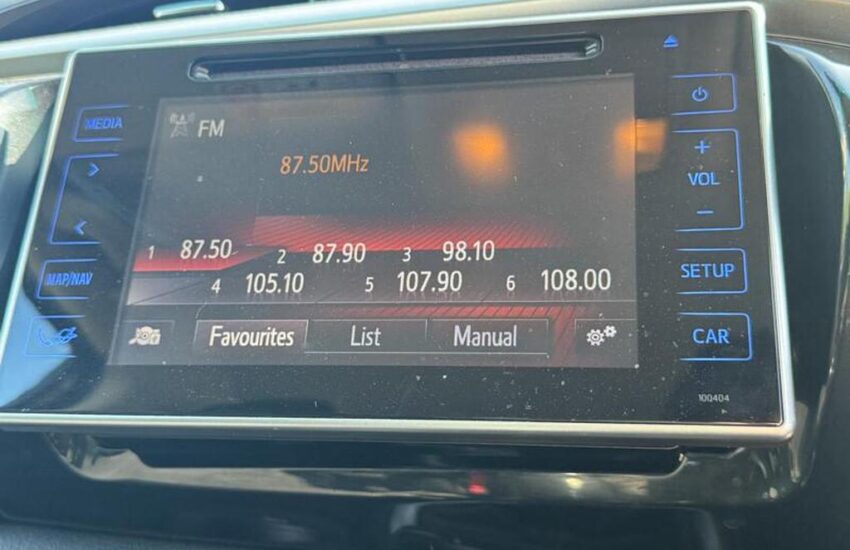 MEDIA
FM
87.50MHz
VOL
1 87.50 2 87.90 3 98.10
4 105.10 5 107.90 6 108.00
MAP/NAV
SETUP
Favourites List Manual
CAR
100404